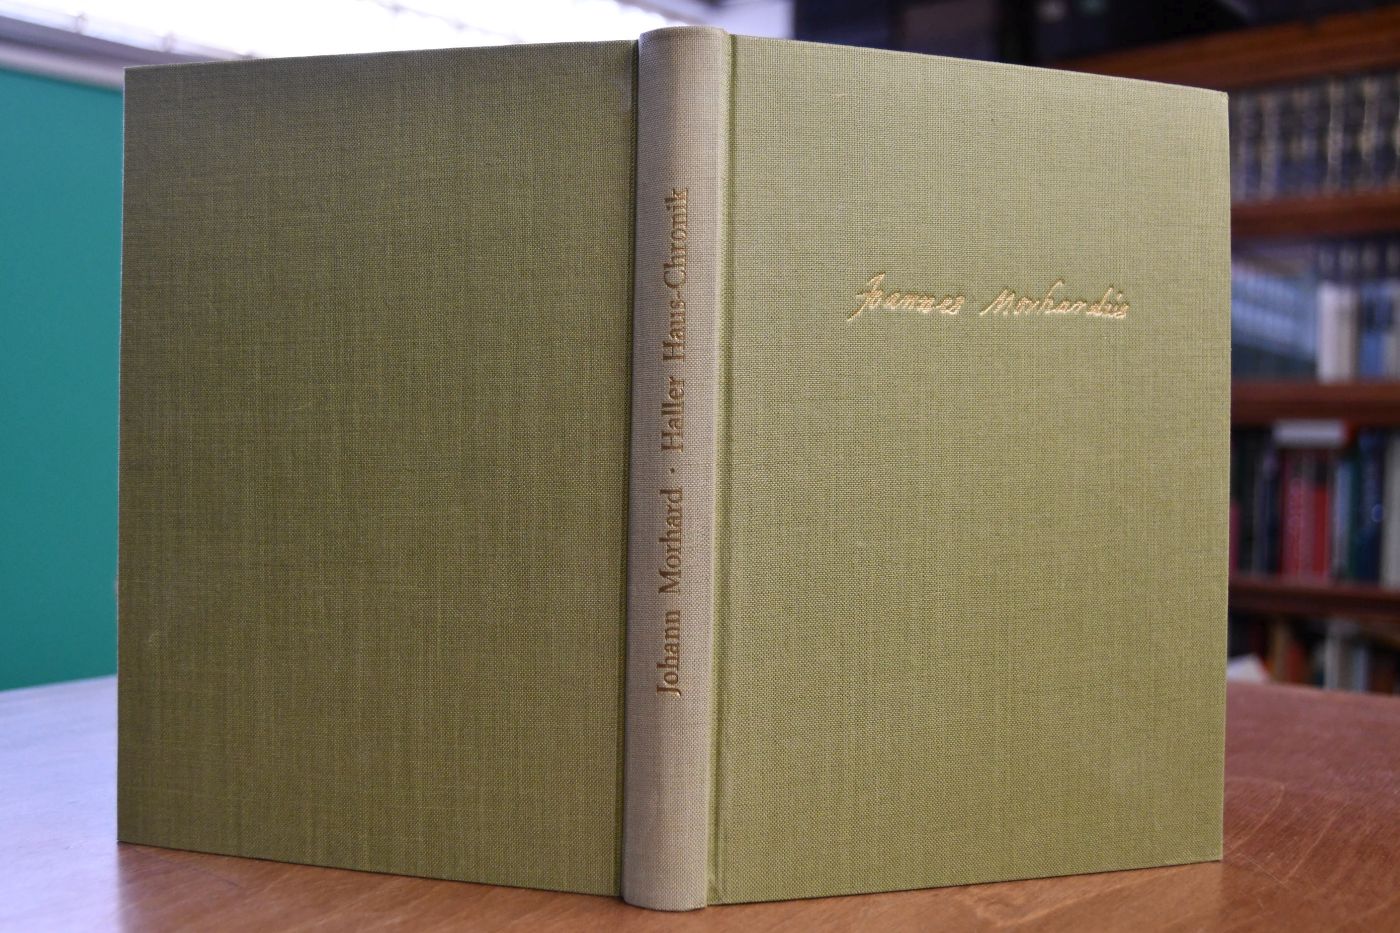 Johann Morhard · Haller Haus-Chronik
Joannes Morhardus